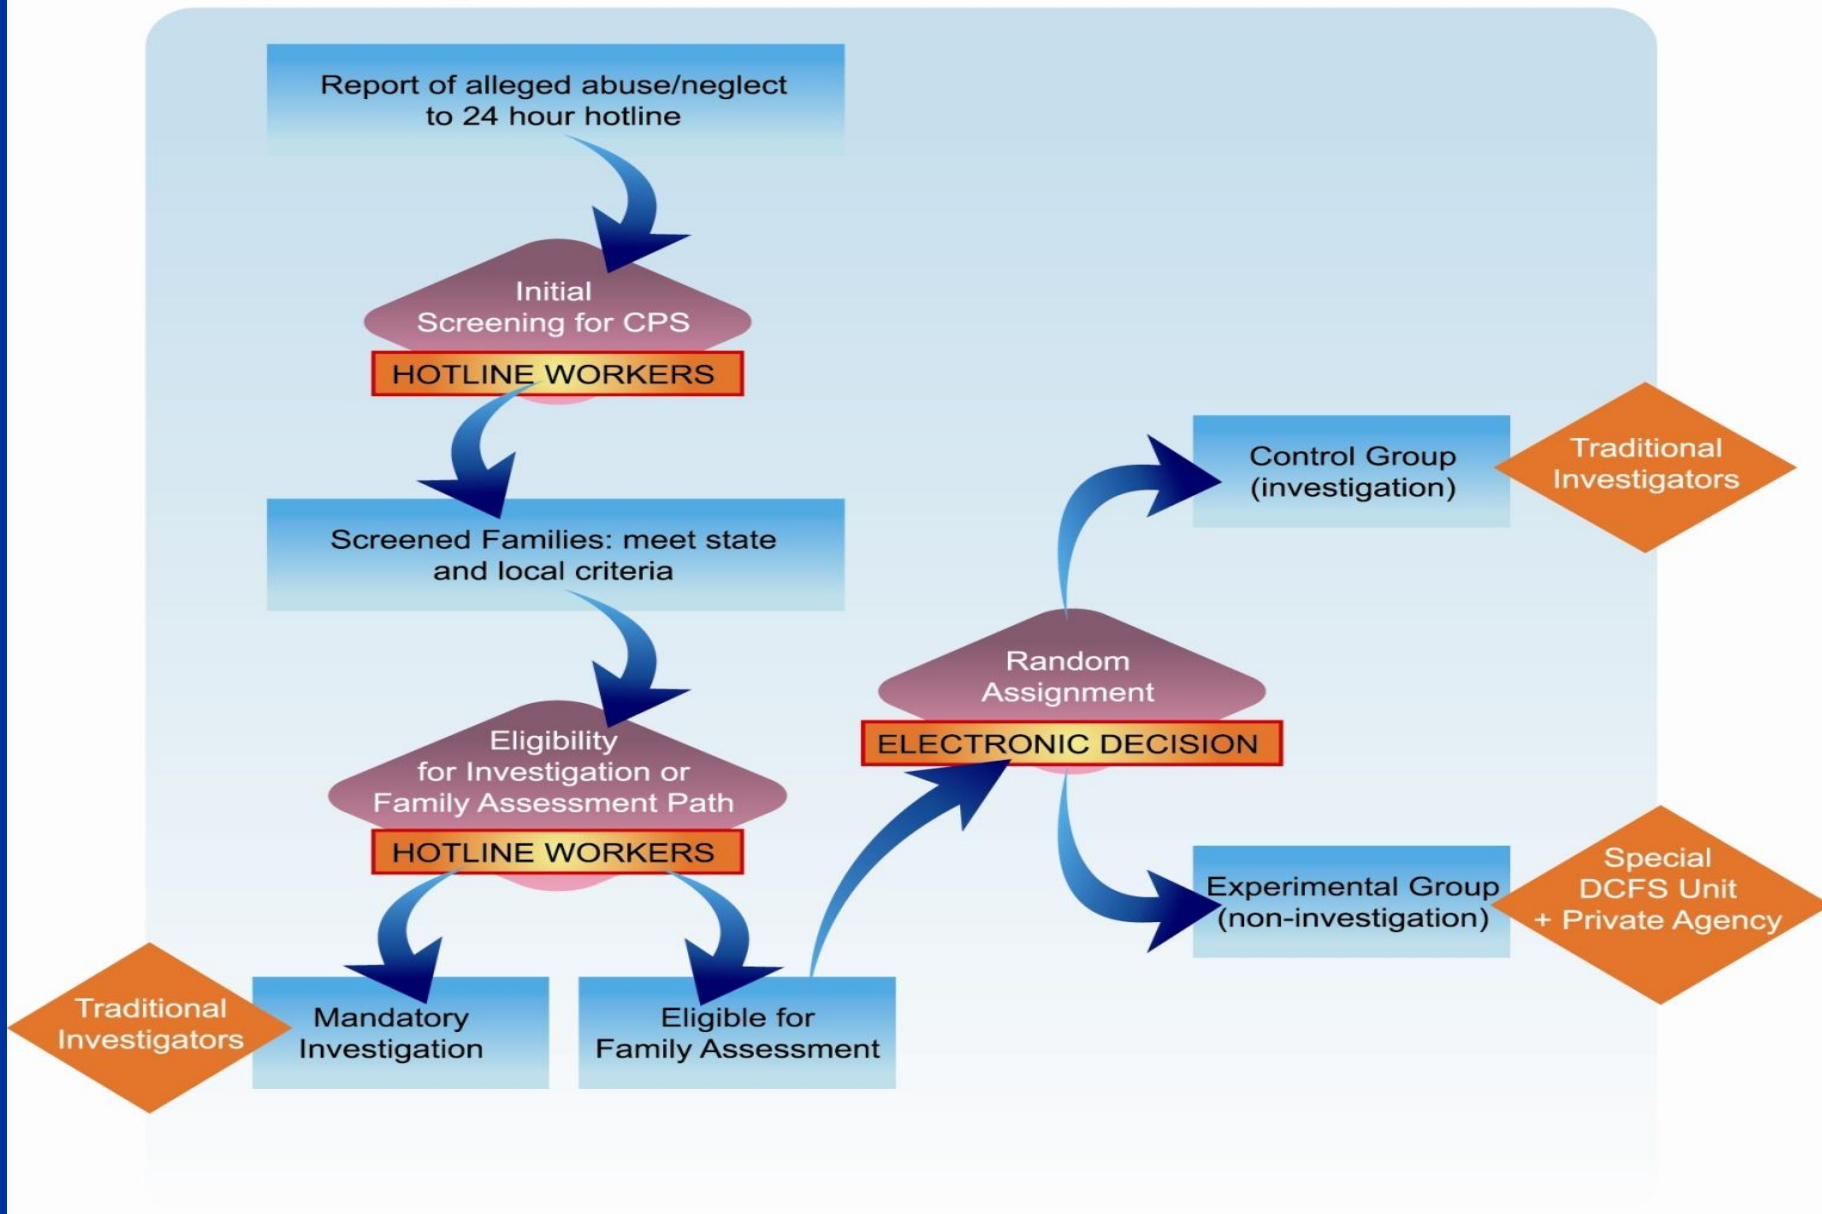 Report of alleged abuse/neglect
to 24 hour hotline
Initial
Screening for CPS
HOTLINE WORKERS
Screened Families: meet state
and local criteria
Eligibility
for Investigation or
Family Assessment Path
HOTLINE WORKERS
Traditional
Investigators
Mandatory
Investigation
Eligible for
Family Assessment
Random
Assignment
ELECTRONIC DECISION
Control Group
(investigation)
Traditional
Investigators
Experimental Group
(non-investigation)
Special
DCFS Unit
+ Private Agency